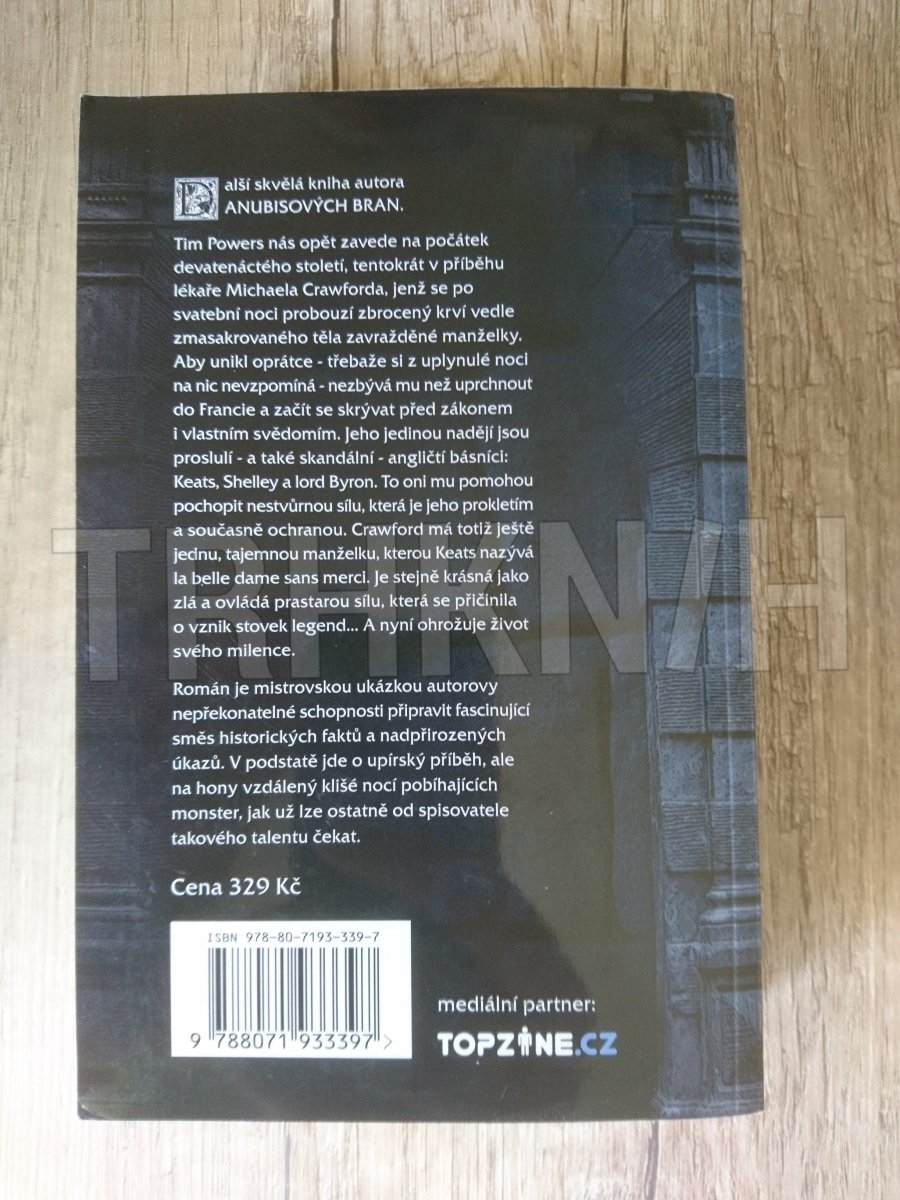 Další skvělá kniha autora
ANUBISOVÝCH BRAN.
Tim Powers nás opět zavede na počátek
devatenáctého století, tentokrát v příběhu
lékaře Michaela Crawforda, jenž se po
svatební noci probouzí zbrocený krví vedle
zmasakrovaného těla zavražděné manželky.
Aby unikl oprátce - třebaže si z uplynulé noci
na nic nevzpomíná - nezbývá mu než uprchnout
do Francie a začít se skrývat před zákonem
i vlastním svědomím. Jeho jedinou nadějí jsou
proslulí - a také skandální - angličtí básníci:
Keats, Shelley a lord Byron. To oni mu pomohou
pochopit nestvůrnou sílu, která je jeho prokletím
a současně ochranou. Crawford má totiž ještě
jednu, tajemnou manželku, kterou Keats nazývá
la belle dame sans merci. Je stejně krásná jako
zlá a ovládá prastarou sílu, která se přičinila
o vznik stovek legend... A nyní ohrožuje život
svého milence.
Román je mistrovskou ukázkou autorovy
nepřekonatelné schopnosti připravit fascinující
směs historických faktů a nadpřirozených
úkazů. V podstatě jde o upírský příběh, ale
na hony vzdálený klišé nocí pobíhajících
monster, jak už lze ostatně od spisovatele
takového talentu čekat.
Cena 329 Kč
ISBN 978-80-7193-339-7
9 788071 933397 >
mediální partner:
TOPZINE.CZ
TRHKNIH